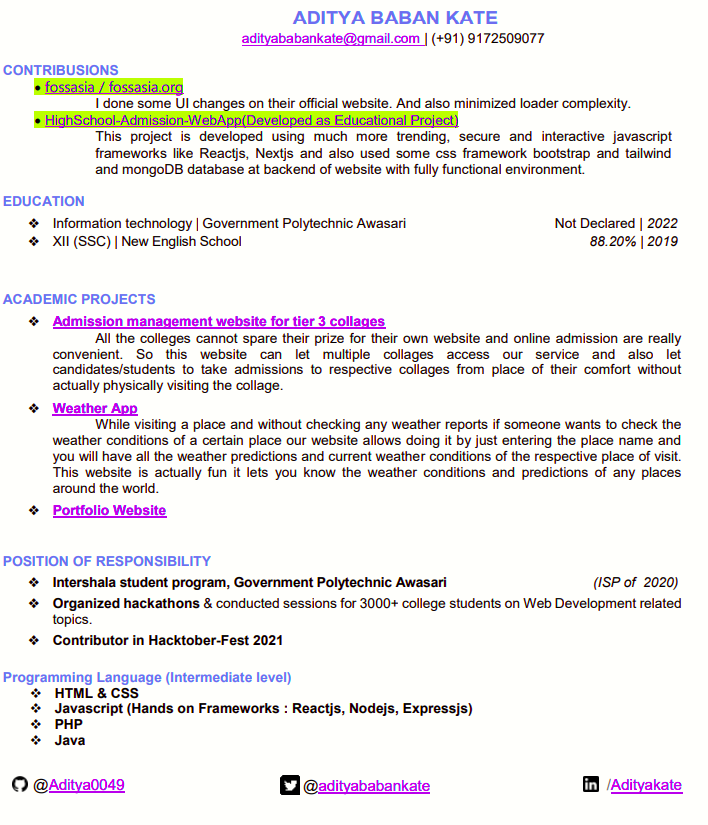 ADITYA BABAN KATE
adityababankate@gmail.com | (+91) 9172509077
CONTRIBUSIONS
• fossasia / fossasia.org
I done some UI changes on their official website. And also minimized loader complexity.
• HighSchool-Admission-WebApp(Developed as Educational Project)
This project is developed using much more trending, secure and interactive javascript
frameworks like Reactjs, Nextjs and also used some css framework bootstrap and tailwind
and mongoDB database at backend of website with fully functional environment.
EDUCATION
❖ Information technology | Government Polytechnic Awasari Not Declared | 2022
❖ XII (SSC) | New English School 88.20% | 2019
ACADEMIC PROJECTS
❖ Admission management website for tier 3 collages
All the colleges cannot spare their prize for their own website and online admission are really
convenient. So this website can let multiple collages access our service and also let
candidates/students to take admissions to respective collages from place of their comfort without
actually physically visiting the collage.
❖ Weather App
While visiting a place and without checking any weather reports if someone wants to check the
weather conditions of a certain place our website allows doing it by just entering the place name and
you will have all the weather predictions and current weather conditions of the respective place of visit.
This website is actually fun it lets you know the weather conditions and predictions of any places
around the world.
❖ Portfolio Website
POSITION OF RESPONSIBILITY
❖ Intershala student program, Government Polytechnic Awasari (ISP of 2020)
❖ Organized hackathons & conducted sessions for 3000+ college students on Web Development related
topics.
❖ Contributor in Hacktober-Fest 2021
Programming Language (Intermediate level)
❖ HTML & CSS
❖ Javascript (Hands on Frameworks : Reactjs, Nodejs, Expressjs)
❖ PHP
❖ Java
@Aditya0049 @adityababankate /Adityakate